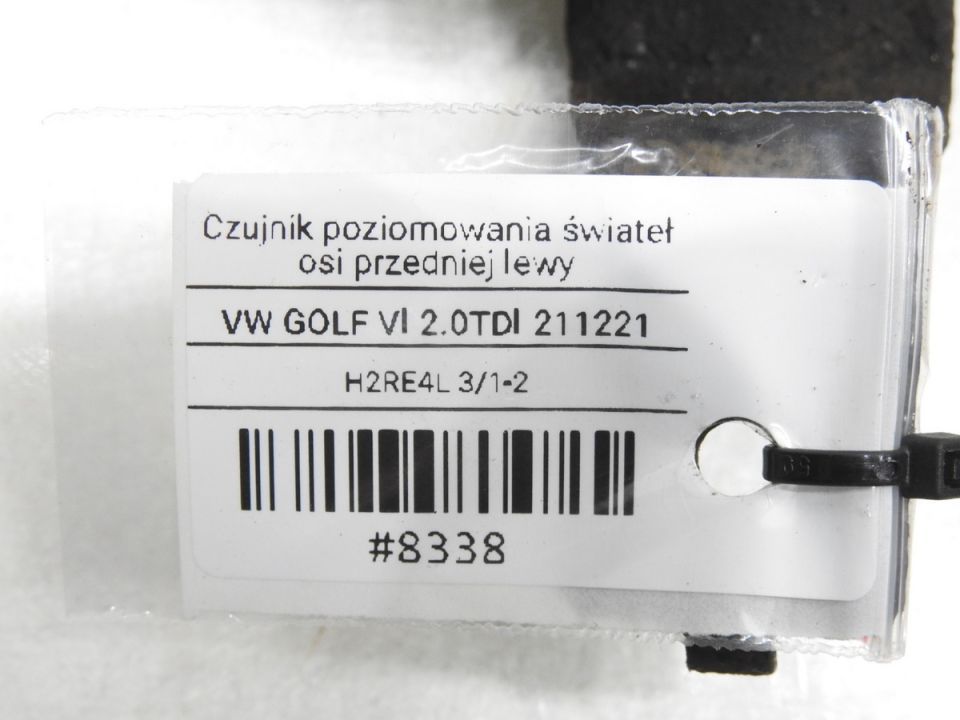 Czujnik poziomowania świateł
osi przedniej lewy
VW GOLF VI 2.0TDI 211221
H2RE4L 3/1-2
#8338